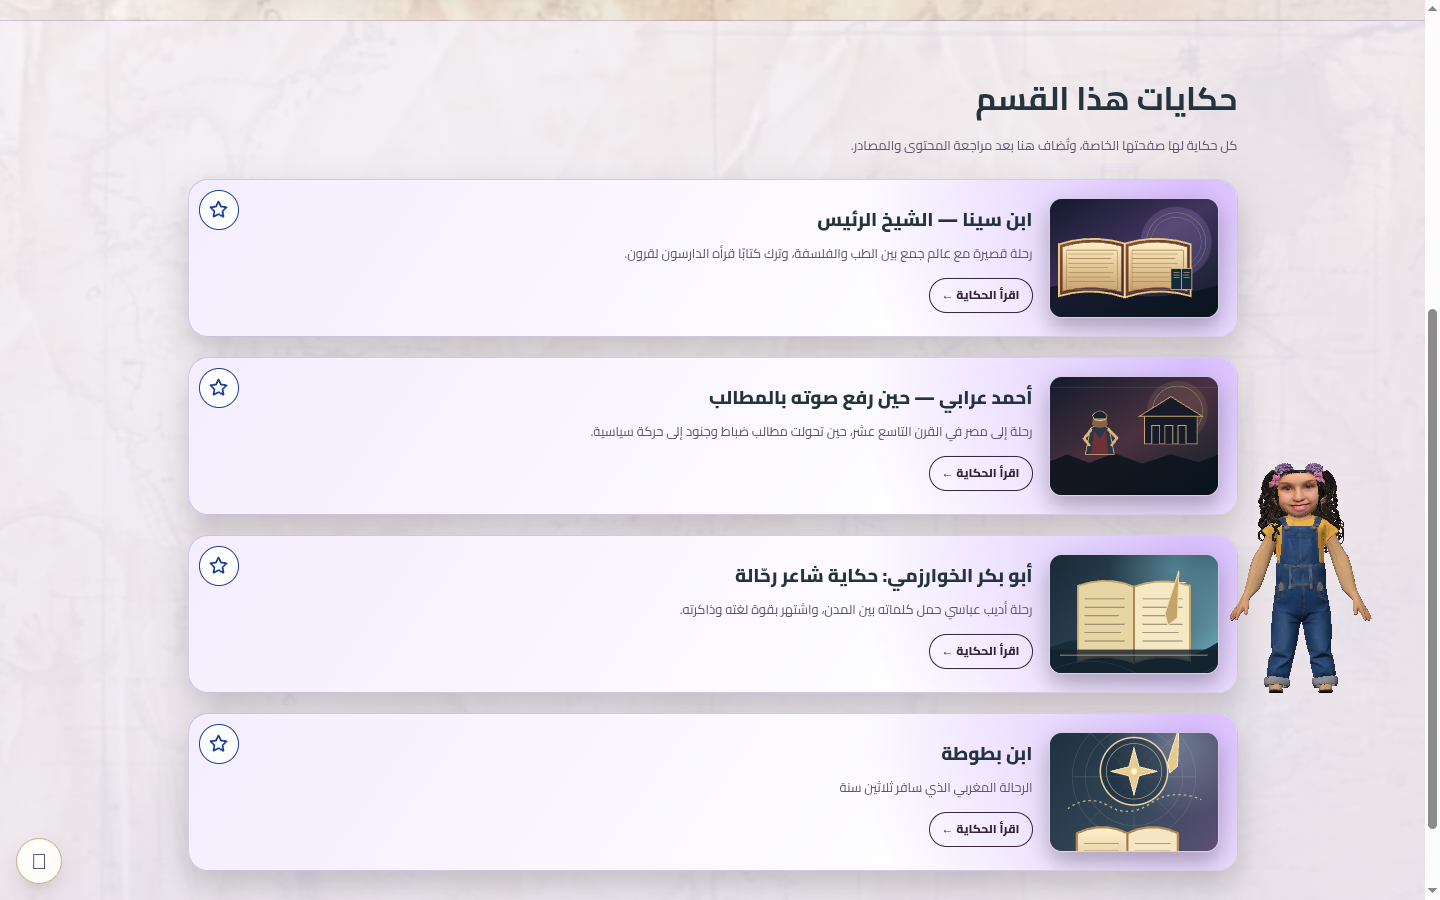 حكايات هذا القسم
كل حكاية لها صفحتها الخاصة، وتُضاف هنا بعد مراجعة المحتوى والمصادر.
ابن سينا — الشيخ الرئيس
رحلة قصيرة مع عالم جمع بين الطب والفلسفة، وترك كتابًا قرأه الدارسون لقرون.
اقرأ الحكاية ←
أحمد عرابي — حين رفع صوته بالمطالب
رحلة إلى مصر في القرن التاسع عشر، حين تحولت مطالب ضباط وجنود إلى حركة سياسية.
اقرأ الحكاية ←
أبو بكر الخوارزمي: حكاية شاعر رحّالة
رحلة أديب عباسي حمل كلماته بين المدن، واشتهر بقوة لغته وذاكرته.
اقرأ الحكاية ←
ابن بطوطة
الرحالة المغربي الذي سافر ثلاثين سنة
اقرأ الحكاية ←